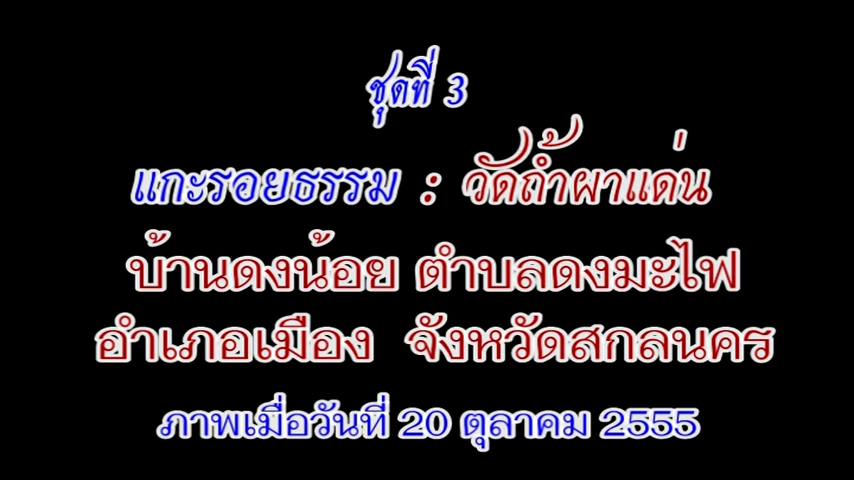 ชุดที่ 3
แกะรอยธรรม : วัดถ้ำผาแด่น
บ้านดงน้อย ตำบลดงมะไฟ
อำเภอเมือง จังหวัดสกลนคร
ภาพเมื่อวันที่ 20 ตุลาคม 2555